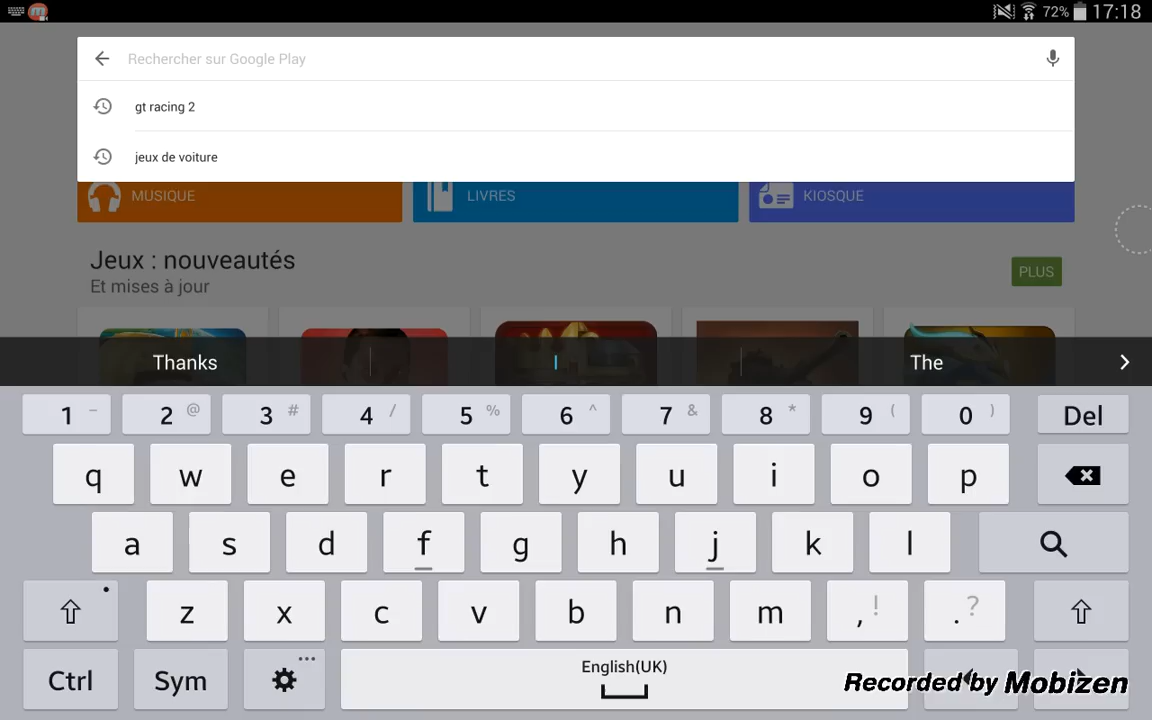 72% 17:18
Rechercher sur Google Play
gt racing 2
jeux de voiture
MUSIQUE LIVRES KIOSQUE
Jeux : nouveautés
Et mises à jour
PLUS
Thanks I The
1 – 2 @ 3 # 4 / 5 % 6 ^ 7 & 8 * 9 ( 0 ) Del
q w e r t y u i o p
a s d f g h j k l
z x c v b n m , ! . ?
Ctrl Sym English(UK)
Recorded by Mobizen